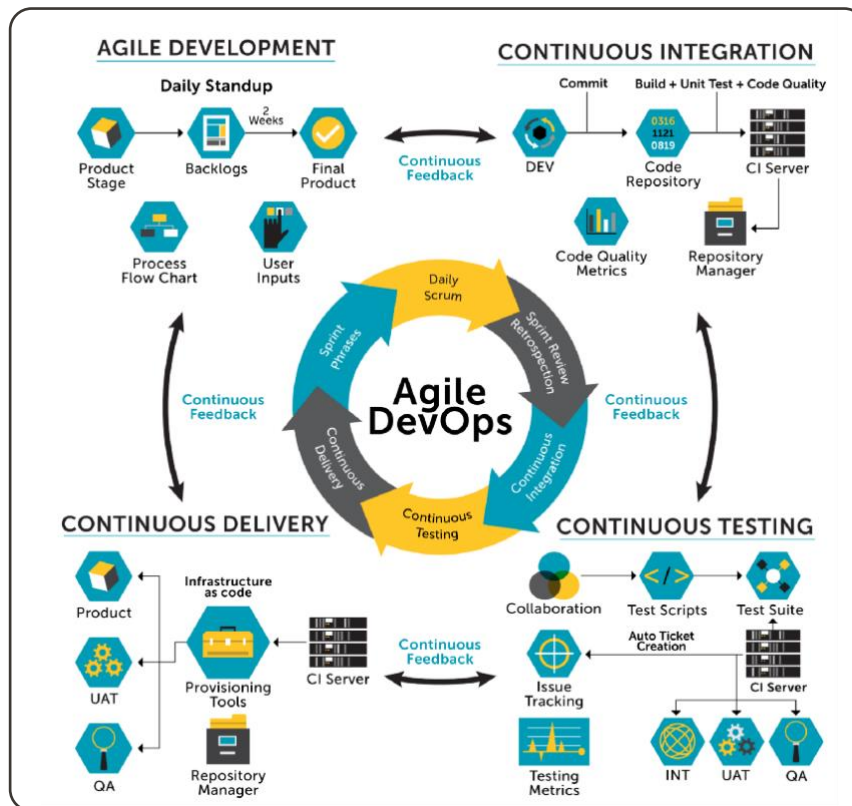 AGILE DEVELOPMENT
Daily Standup
2
Weeks
Product
Stage
Backlogs
Final
Product
Process
Flow Chart
User
Inputs
Continuous
Feedback
CONTINUOUS INTEGRATION
Commit
Build + Unit Test + Code Quality
0316
1121
0819
DEV
Code
Repository
CI Server
Code Quality
Metrics
Repository
Manager
Daily
Scrum
Sprint Review
Retrospection
Continuous
Integration
Continuous
Testing
Continuous
Delivery
Sprint
Phrases
Agile
DevOps
Continuous
Feedback
Continuous
Feedback
CONTINUOUS DELIVERY
Product
Infrastructure
as code
UAT
Provisioning
Tools
CI Server
QA
Repository
Manager
Continuous
Feedback
CONTINUOUS TESTING
Collaboration
</>
Test Scripts
Test Suite
Auto Ticket
Creation
Issue
Tracking
CI Server
Testing
Metrics
INT
UAT
QA